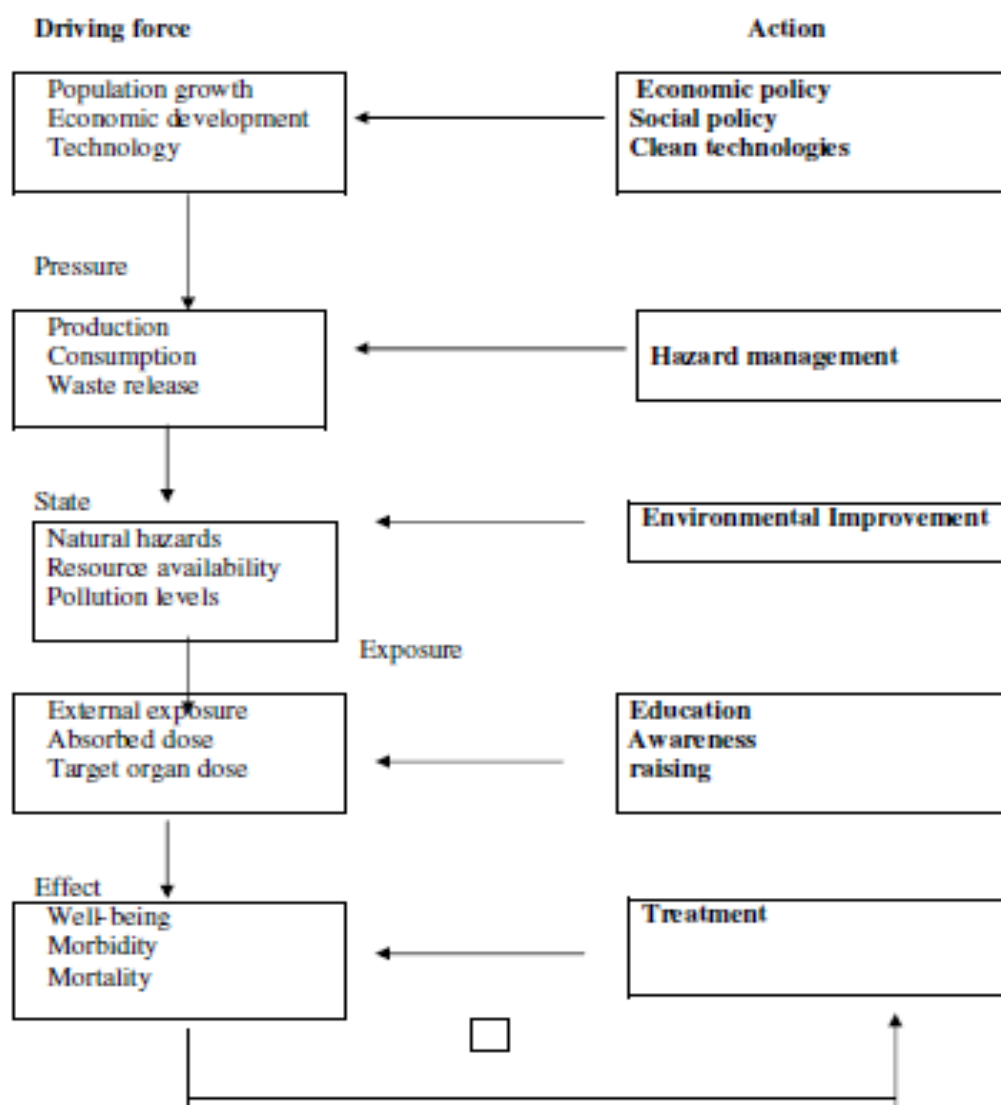 Driving force
Action
Population growth
Economic development
Technology
Economic policy
Social policy
Clean technologies
Pressure
Production
Consumption
Waste release
Hazard management
State
Natural hazards
Resource availability
Pollution levels
Environmental Improvement
Exposure
External exposure
Absorbed dose
Target organ dose
Education
Awareness
raising
Effect
Well-being
Morbidity
Mortality
Treatment